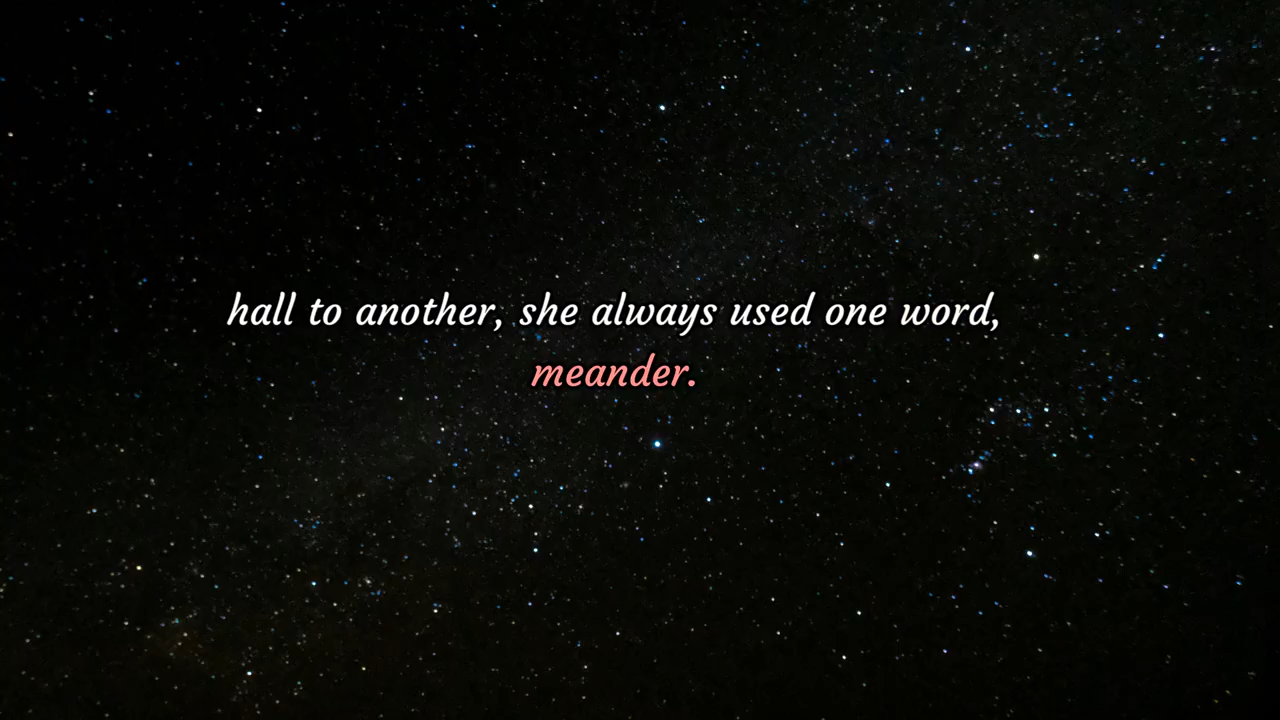 hall to another, she always used one word,
meander.